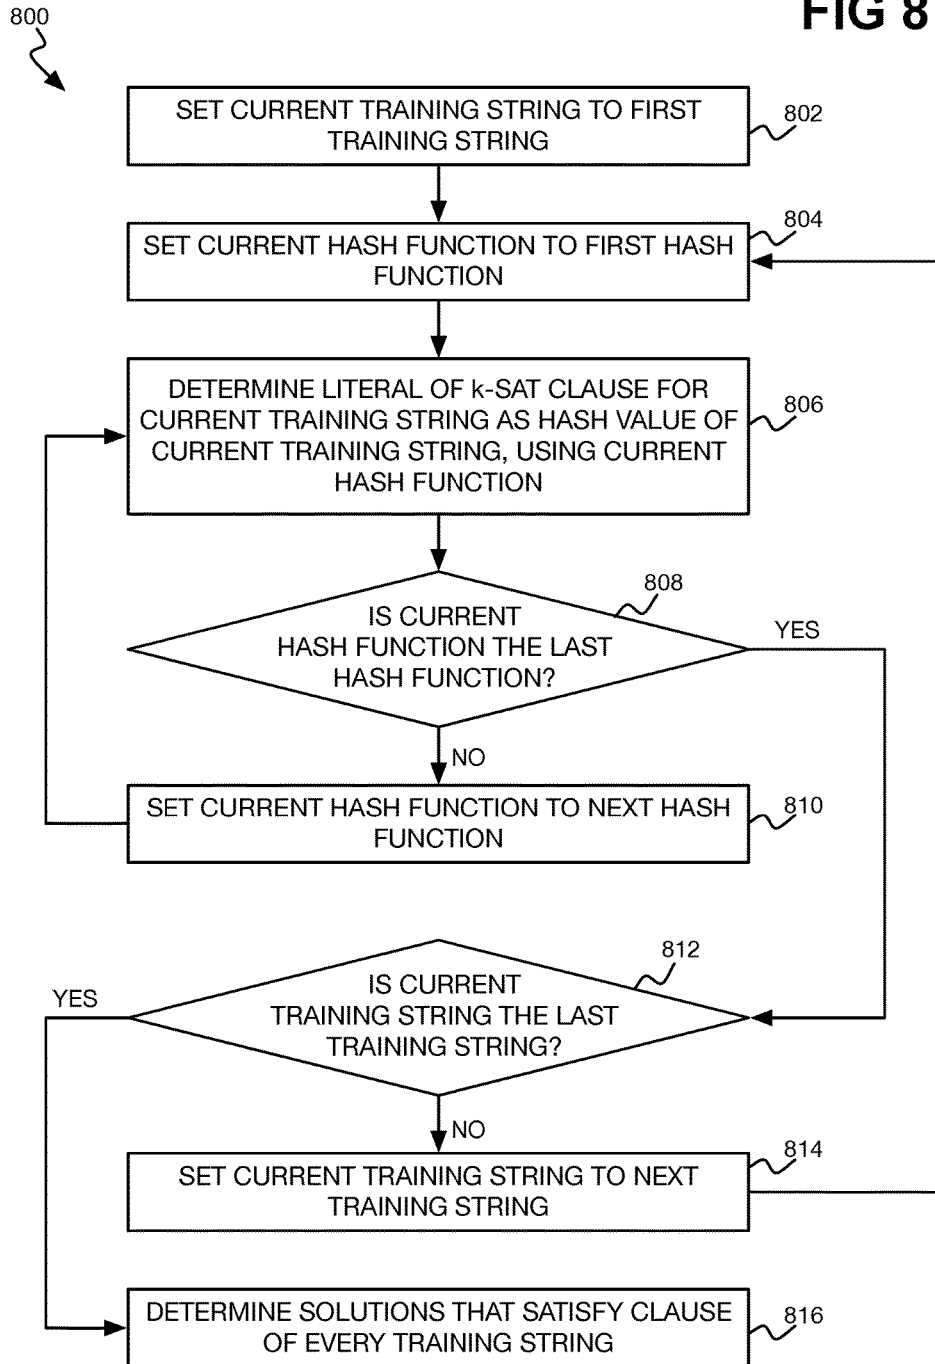 800
FIG 8
SET CURRENT TRAINING STRING TO FIRST
TRAINING STRING
802
804
SET CURRENT HASH FUNCTION TO FIRST HASH
FUNCTION
DETERMINE LITERAL OF k-SAT CLAUSE FOR
CURRENT TRAINING STRING AS HASH VALUE OF
CURRENT TRAINING STRING, USING CURRENT
HASH FUNCTION
806
808
IS CURRENT
HASH FUNCTION THE LAST
HASH FUNCTION?
YES
NO
SET CURRENT HASH FUNCTION TO NEXT HASH
FUNCTION
810
812
IS CURRENT
TRAINING STRING THE LAST
TRAINING STRING?
YES
NO
814
SET CURRENT TRAINING STRING TO NEXT
TRAINING STRING
DETERMINE SOLUTIONS THAT SATISFY CLAUSE
OF EVERY TRAINING STRING
816